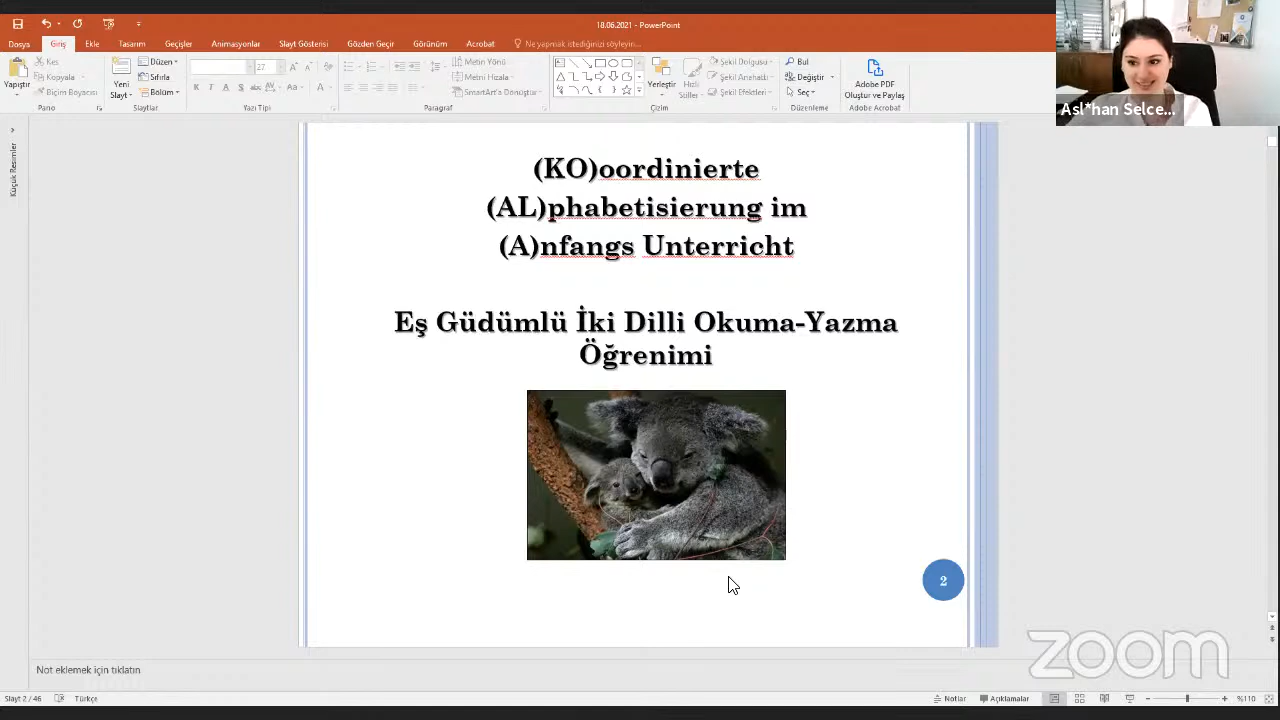 18.06.2021 - PowerPoint
Dosys
Giriş
Ekle
Tasarım
Geçişler
Animasyonlar
Slayt Gösterisi
Gözden Geçir
Görünüm
Acrobat
Ne yapmak istediğinizi söyleyin...
Yapıştır
Kes
Kopyala
Biçim Boyacısı
Pano
Yeni
Slayt
Düzen
Sıfırla
Bölüm
Slaytlar
27
Yazı Tipi
Metin Yönü
Metni Hizala
SmartArt'a Dönüştür
Paragraf
Yerleştir
Hızlı
Stiller
Şekil Dolgusu
Şekil Anahattı
Şekil Efektleri
Çizim
Bul
Değiştir
Seç
Düzenleme
Adobe PDF
Oluştur ve Paylaş
Adobe Acrobat
Asl*han Selce...
Küçük Resimler
(KO)oordinierte
(AL)phabetisierung im
(A)nfangs Unterricht
Eş Güdümlü İki Dilli Okuma-Yazma
Öğrenimi
2
zoom
Not eklemek için tıklatın
Slayt 2 / 46
Türkçe
Notlar
Açıklamalar
%110